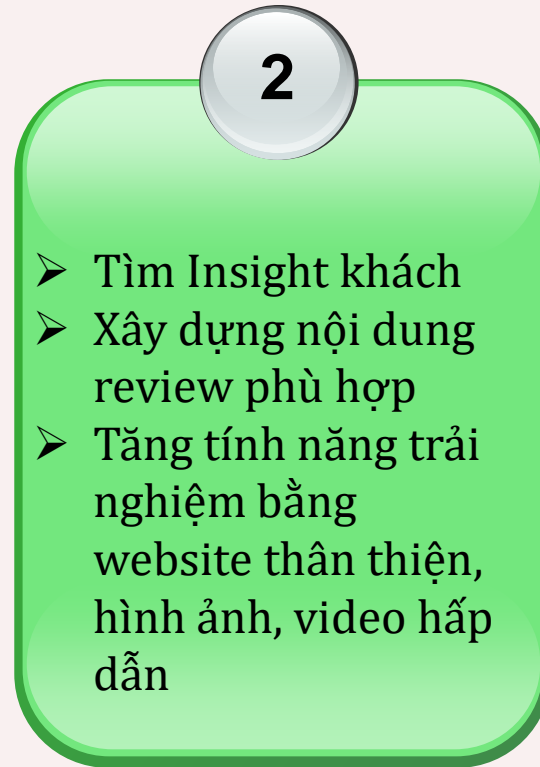 2
➢ Tìm Insight khách
➢ Xây dựng nội dung
review phù hợp
➢ Tăng tính năng trải
nghiệm bằng
website thân thiện,
hình ảnh, video hấp
dẫn